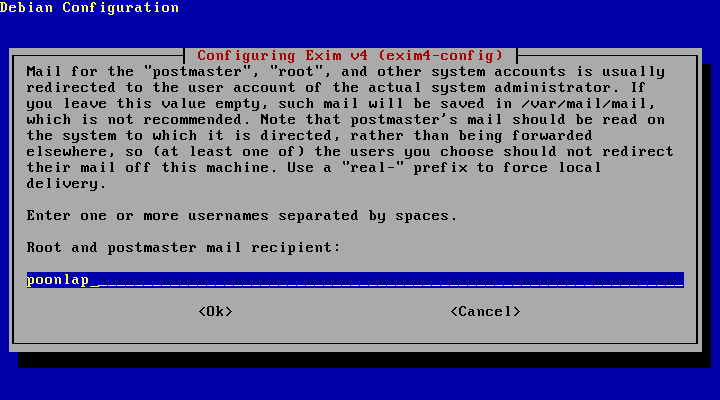 Debian Configuration
Configuring Exim v4 (exim4-config)
Mail for the "postmaster", "root", and other system accounts is usually
redirected to the user account of the actual system administrator. If
you leave this value empty, such mail will be saved in /var/mail/mail,
which is not recommended. Note that postmaster's mail should be read on
the system to which it is directed, rather than being forwarded
elsewhere, so (at least one of) the users you choose should not redirect
their mail off this machine. Use a "real-" prefix to force local
delivery.
Enter one or more usernames separated by spaces.
Root and postmaster mail recipient:
poonlap
<Ok> <Cancel>